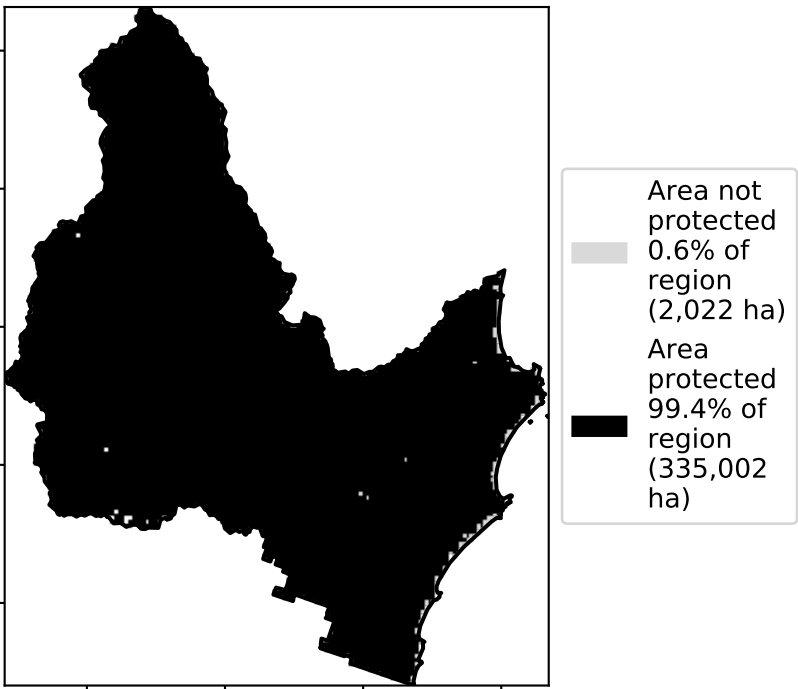 Area not
protected
0.6% of
region
(2,022 ha)
Area
protected
99.4% of
region
(335,002
ha)